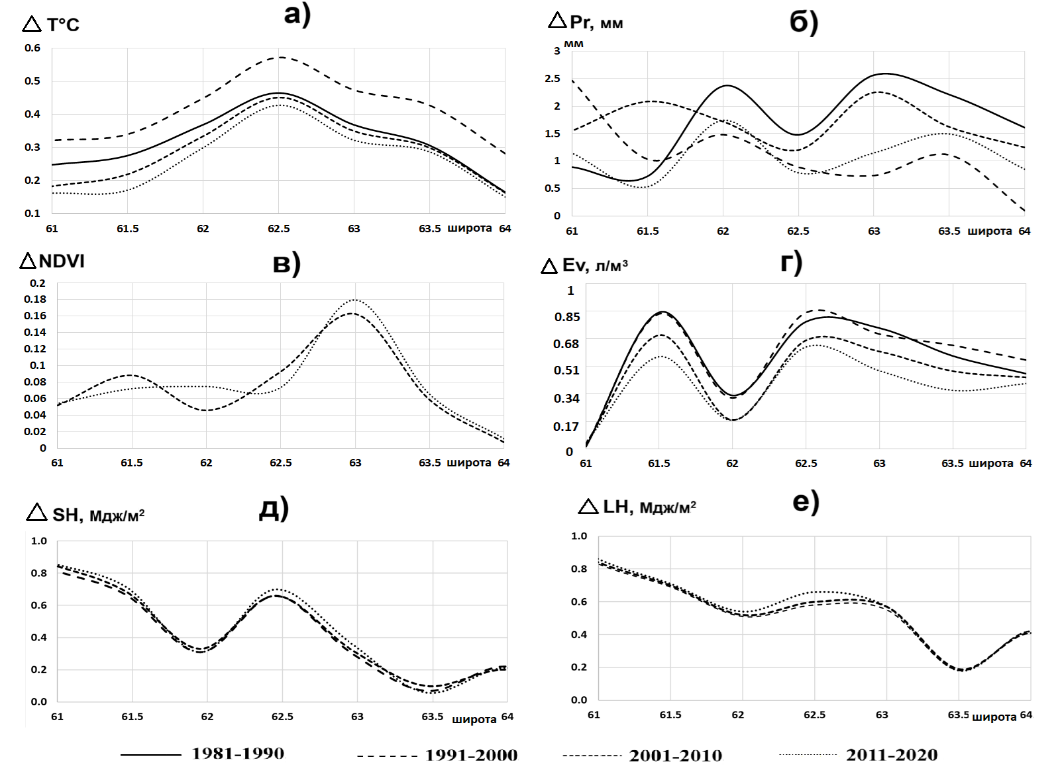 а)
△ T°C
0.6
0.5
0.4
0.3
0.2
0.1
61 61.5 62 62.5 63 63.5 широта 64
б)
△ Pr, мм
мм
3
2.5
2
1.5
1
0.5
0
61 61.5 62 62.5 63 63.5 широта 64
в)
△ NDVI
0.2
0.18
0.16
0.14
0.12
0.1
0.08
0.06
0.04
0.02
0
61 61.5 62 62.5 63 63.5 широта 64
г)
△ Ev, л/м³
1
0.85
0.68
0.51
0.34
0.17
0
61 61.5 62 62.5 63 63.5 широта 64
д)
△ SH, Мдж/м²
1.0
0.8
0.6
0.4
0.2
0.0
61 61.5 62 62.5 63 63.5 широта 64
е)
△ LH, Мдж/м²
1.0
0.8
0.6
0.4
0.2
0.0
61 61.5 62 62.5 63 63.5 широта 64
1981-1990 1991-2000 2001-2010 2011-2020